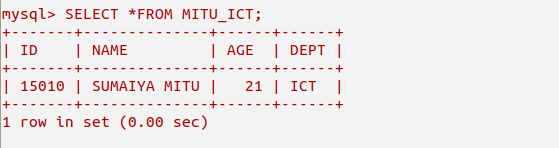 mysql> SELECT *FROM MITU_ICT;
+-------+--------------+------+------+
| ID    | NAME         | AGE  | DEPT |
+-------+--------------+------+------+
| 15010 | SUMAIYA MITU |   21 | ICT  |
+-------+--------------+------+------+
1 row in set (0.00 sec)